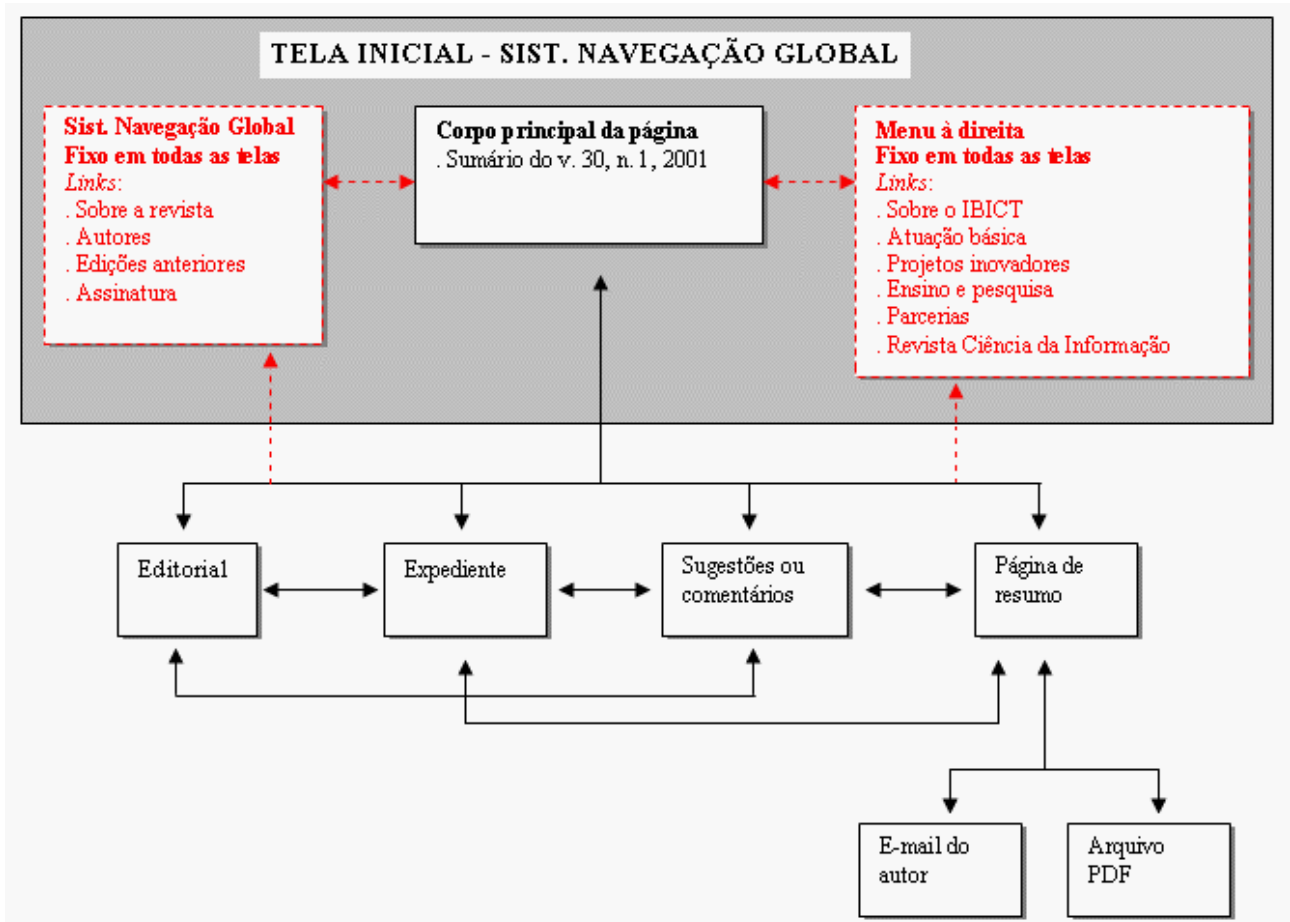 TELA INICIAL - SIST. NAVEGAÇÃO GLOBAL
Sist. Navegação Global
Fixo em todas as telas
Links:
. Sobre a revista
. Autores
. Edições anteriores
. Assinatura
Corpo principal da página
. Sumário do v. 30, n. 1, 2001
Menu à direita
Fixo em todas as telas
Links:
. Sobre o IBICT
. Atuação básica
. Projetos inovadores
. Ensino e pesquisa
. Parcerias
. Revista Ciência da Informação
Editorial
Expediente
Sugestões ou
comentários
Página de
resumo
E-mail do
autor
Arquivo
PDF